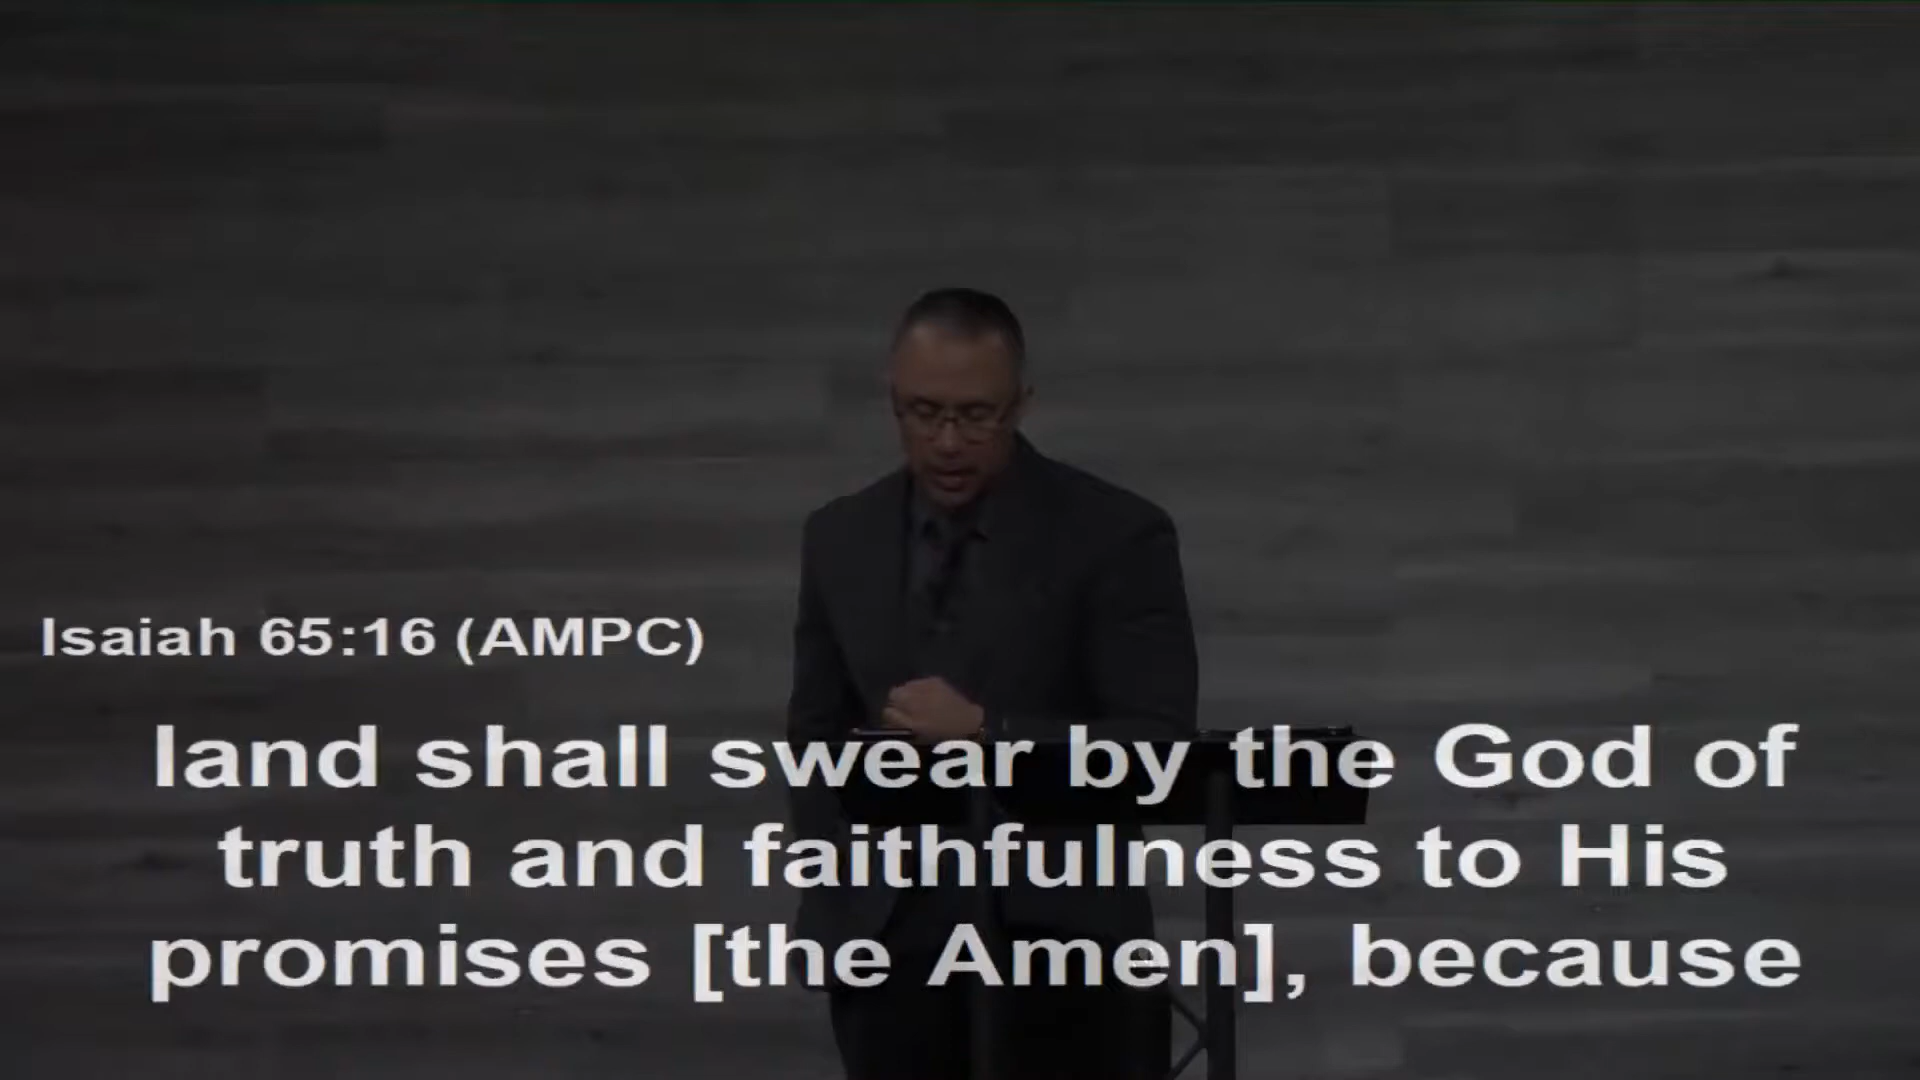 Isaiah 65:16 (AMPC)
land shall swear by the God of
truth and faithfulness to His
promises [the Amen], because